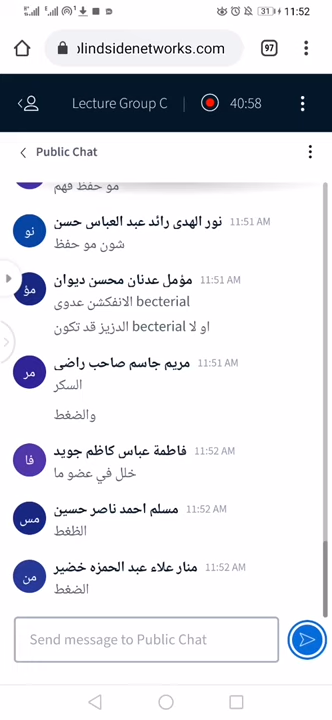 11:52
31
blindsidenetworks.com
97
Lecture Group C
40:58
Public Chat
مو حفظ فهم
نو
نور الهدى رائد عبد العباس حسن 11:51 AM
شون مو حفظ
مؤ
مؤمل عدنان محسن ديوان 11:51 AM
الانفكشن عدوى becterial
او لا becterial الدزيز قد تكون
مر
مريم جاسم صاحب راضي 11:51 AM
السكر
والضغط
فا
فاطمة عباس كاظم جويد 11:52 AM
خلل في عضو ما
مس
مسلم احمد ناصر حسين 11:52 AM
الظغط
من
منار علاء عبد الحمزه خضير 11:52 AM
الضغط
Send message to Public Chat